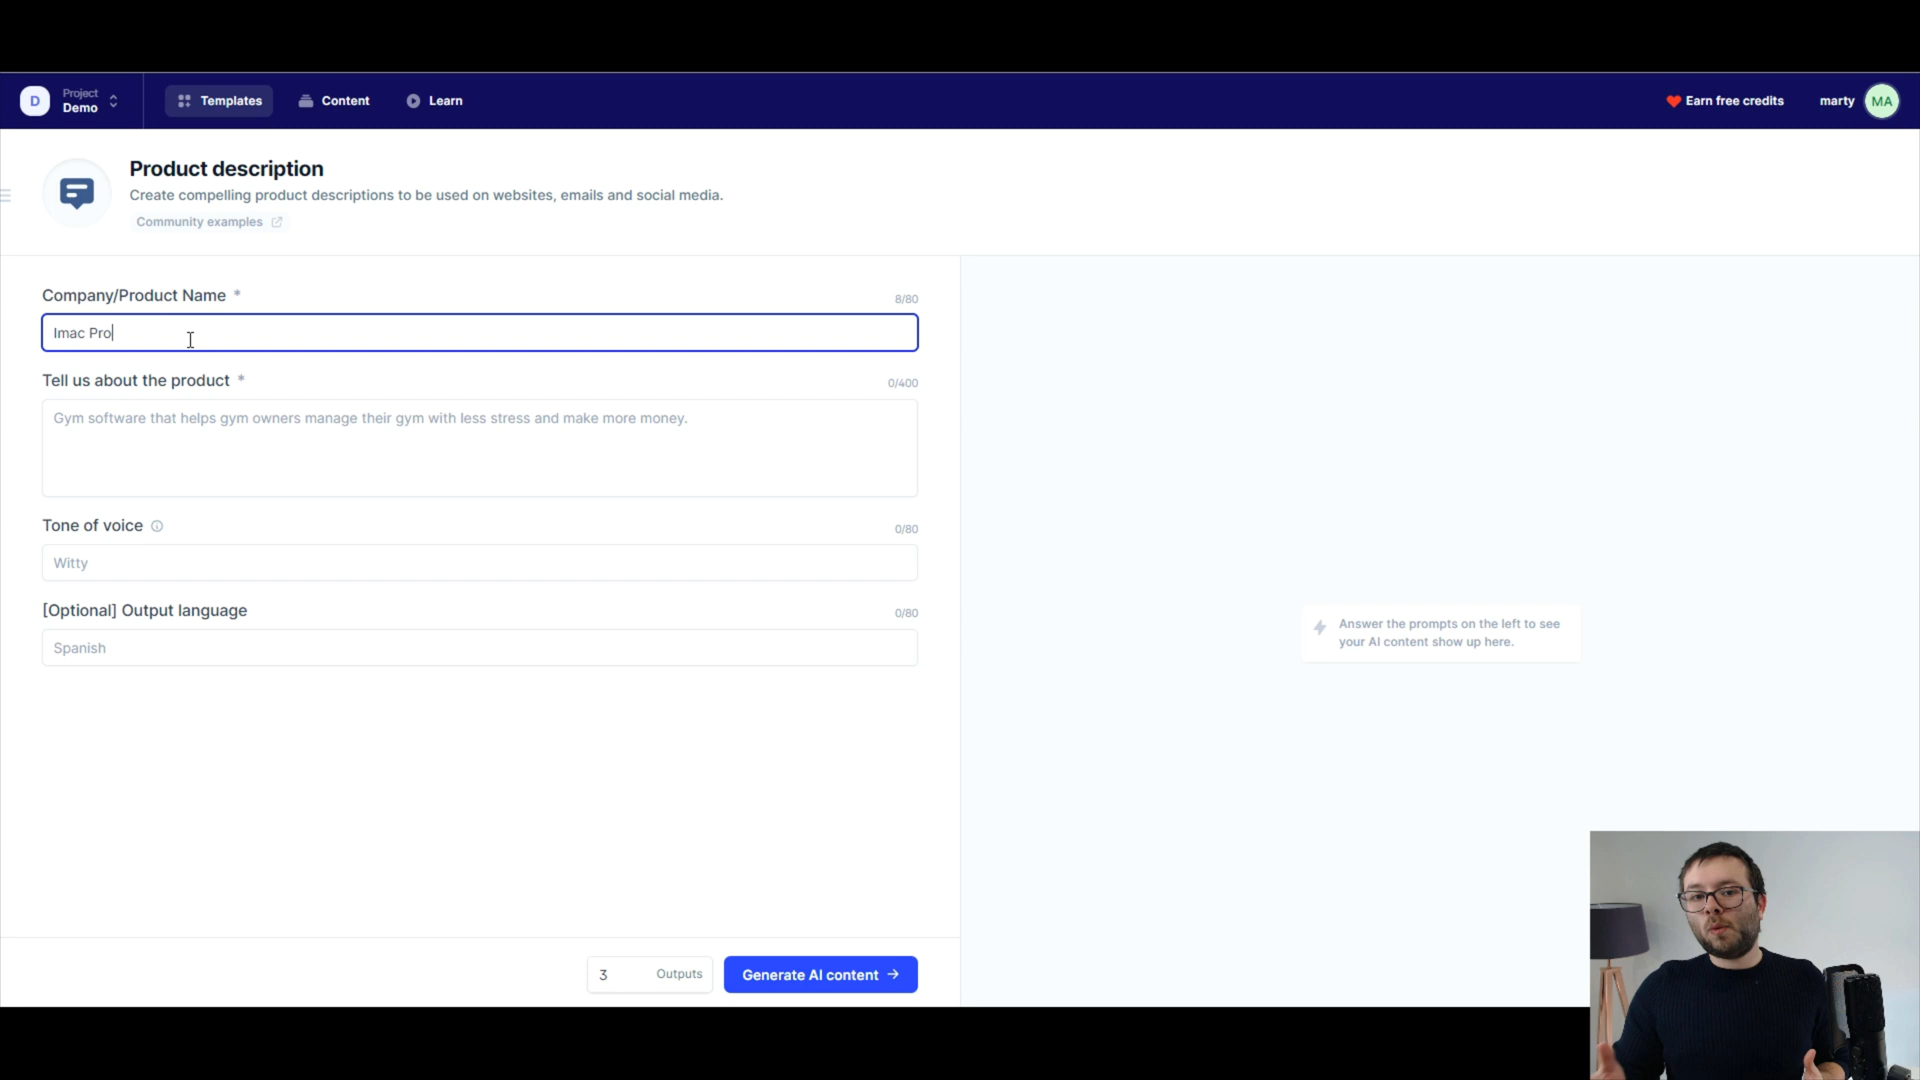 D
Project
Demo
Templates
Content
Learn
Earn free credits
marty
MA
Product description
Create compelling product descriptions to be used on websites, emails and social media.
Community examples
Company/Product Name *
8/80
Imac Pro
Tell us about the product *
0/400
Gym software that helps gym owners manage their gym with less stress and make more money.
Tone of voice
0/80
Witty
[Optional] Output language
0/80
Spanish
Answer the prompts on the left to see
your AI content show up here.
3
Outputs
Generate AI content